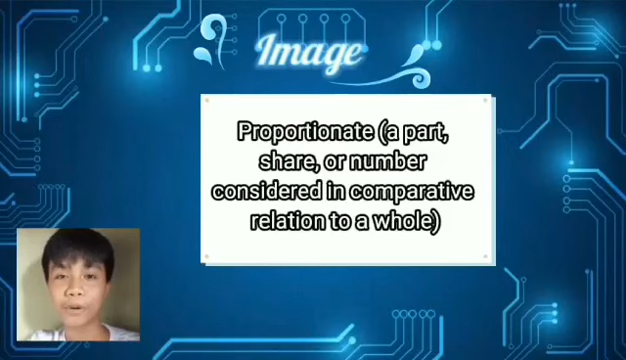 Image
Proportionate (a part,
share, or number
considered in comparative
relation to a whole)